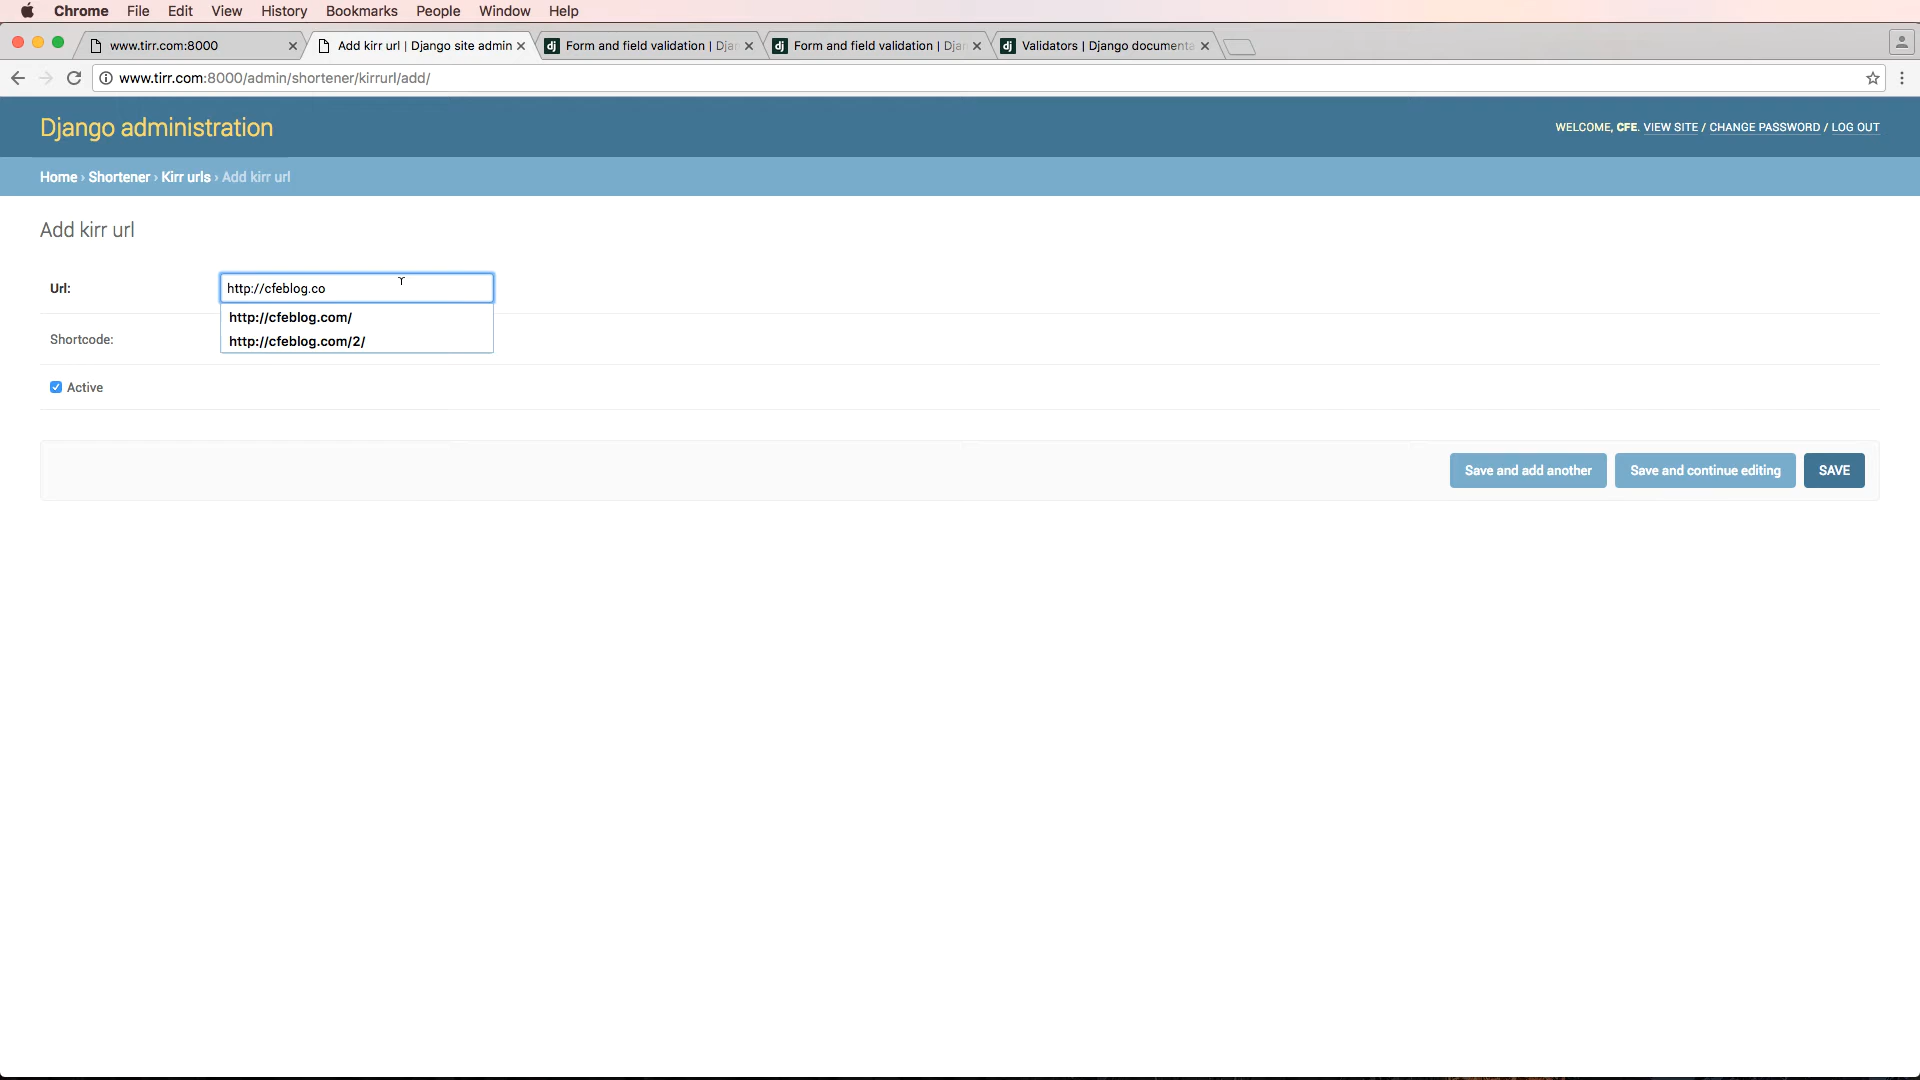 Chrome File Edit View History Bookmarks People Window Help
www.tirr.com:8000
Add kirr url | Django site admin
dj Form and field validation | Dja
dj Form and field validation | Dja
dj Validators | Django documenta
www.tirr.com:8000/admin/shortener/kirrurl/add/
Django administration
WELCOME, CFE. VIEW SITE / CHANGE PASSWORD / LOG OUT
Home › Shortener › Kirr urls › Add kirr url
Add kirr url
Url:
http://cfeblog.co
http://cfeblog.com/
Shortcode:
http://cfeblog.com/2/
Active
Save and add another
Save and continue editing
SAVE